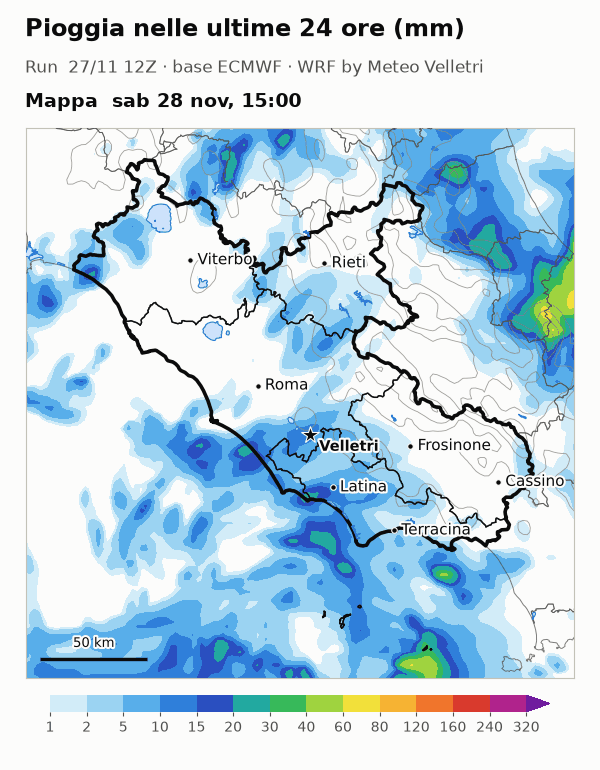 Pioggia nelle ultime 24 ore (mm)
Run  27/11 12Z · base ECMWF · WRF by Meteo Velletri
Mappa  sab 28 nov, 15:00
Viterbo
Rieti
Roma
Velletri
Frosinone
Cassino
Latina
Terracina
50 km
1 2 5 10 15 20 30 40 60 80 120 160 240 320